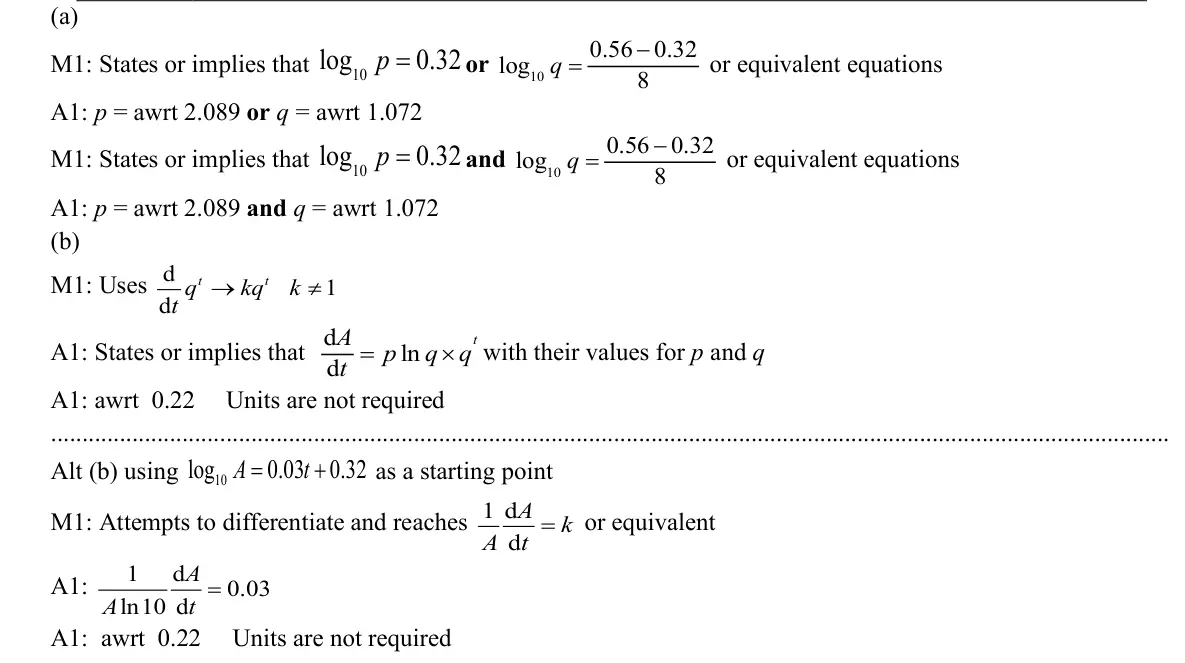 (a)
M1: States or implies that log₁₀ p = 0.32 or log₁₀ q = (0.56 − 0.32)/8 or equivalent equations
A1: p = awrt 2.089 or q = awrt 1.072
M1: States or implies that log₁₀ p = 0.32 and log₁₀ q = (0.56 − 0.32)/8 or equivalent equations
A1: p = awrt 2.089 and q = awrt 1.072
(b)
M1: Uses d/dt qᵗ → kqᵗ k ≠ 1
A1: States or implies that dA/dt = p ln q × qᵗ with their values for p and q
A1: awrt 0.22 Units are not required
Alt (b) using log₁₀ A = 0.03t + 0.32 as a starting point
M1: Attempts to differentiate and reaches 1/A dA/dt = k or equivalent
A1: 1/(A ln 10) dA/dt = 0.03
A1: awrt 0.22 Units are not required